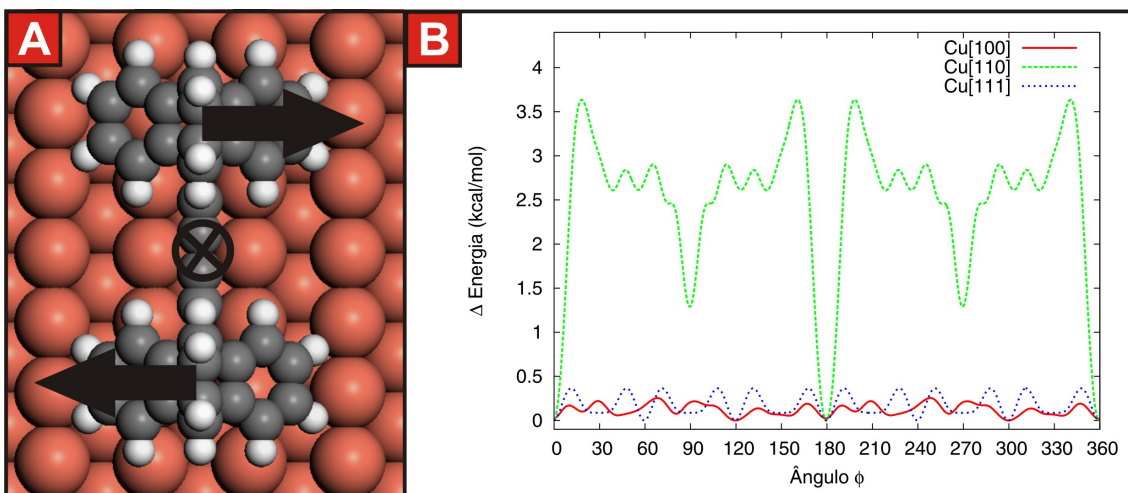 A
B
Cu[100]
Cu[110]
Cu[111]
Δ Energia (kcal/mol)
4
3.5
3
2.5
2
1.5
1
0.5
0
0 30 60 90 120 150 180 210 240 270 300 330 360
Ângulo ϕ